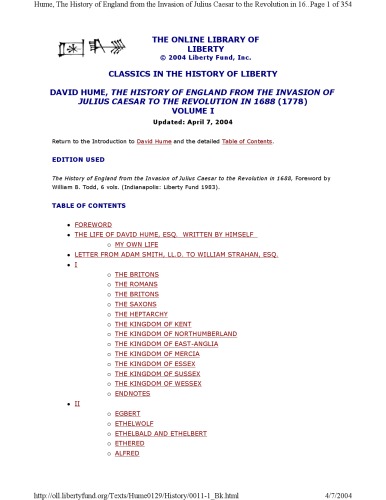 Hume, The History of England from the Invasion of Julius Caesar to the Revolution in 16..Page 1 of 354
THE ONLINE LIBRARY OF
LIBERTY
© 2004 Liberty Fund, Inc.
CLASSICS IN THE HISTORY OF LIBERTY
DAVID HUME, THE HISTORY OF ENGLAND FROM THE INVASION OF
JULIUS CAESAR TO THE REVOLUTION IN 1688 (1778)
VOLUME I
Updated: April 7, 2004
Return to the Introduction to David Hume and the detailed Table of Contents.
EDITION USED
The History of England from the Invasion of Julius Caesar to the Revolution in 1688, Foreword by
William B. Todd, 6 vols. (Indianapolis: Liberty Fund 1983).
TABLE OF CONTENTS
• FOREWORD
• THE LIFE OF DAVID HUME, ESQ. WRITTEN BY HIMSELF
○ MY OWN LIFE
• LETTER FROM ADAM SMITH, LL.D. TO WILLIAM STRAHAN, ESQ.
• I
○ THE BRITONS
○ THE ROMANS
○ THE BRITONS
○ THE SAXONS
○ THE HEPTARCHY
○ THE KINGDOM OF KENT
○ THE KINGDOM OF NORTHUMBERLAND
○ THE KINGDOM OF EAST-ANGLIA
○ THE KINGDOM OF MERCIA
○ THE KINGDOM OF ESSEX
○ THE KINGDOM OF SUSSEX
○ THE KINGDOM OF WESSEX
○ ENDNOTES
• II
○ EGBERT
○ ETHELWOLF
○ ETHELBALD AND ETHELBERT
○ ETHERED
○ ALFRED
http://oll.libertyfund.org/Texts/Hume0129/History/0011-1_Bk.html 4/7/2004